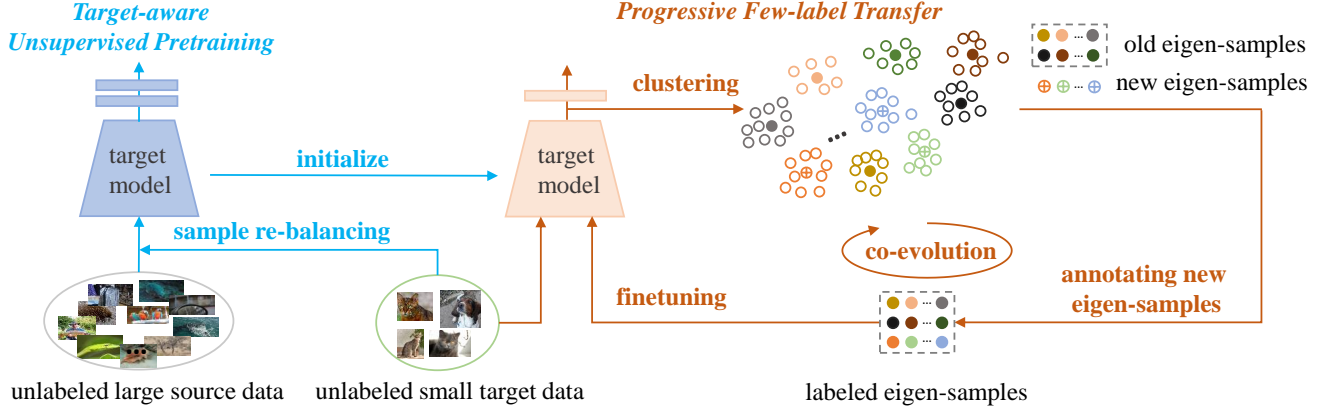 Target-aware
Unsupervised Pretraining
Progressive Few-label Transfer
old eigen-samples
new eigen-samples
clustering
target
model
initialize
target
model
sample re-balancing
co-evolution
finetuning
annotating new
eigen-samples
unlabeled large source data
unlabeled small target data
labeled eigen-samples